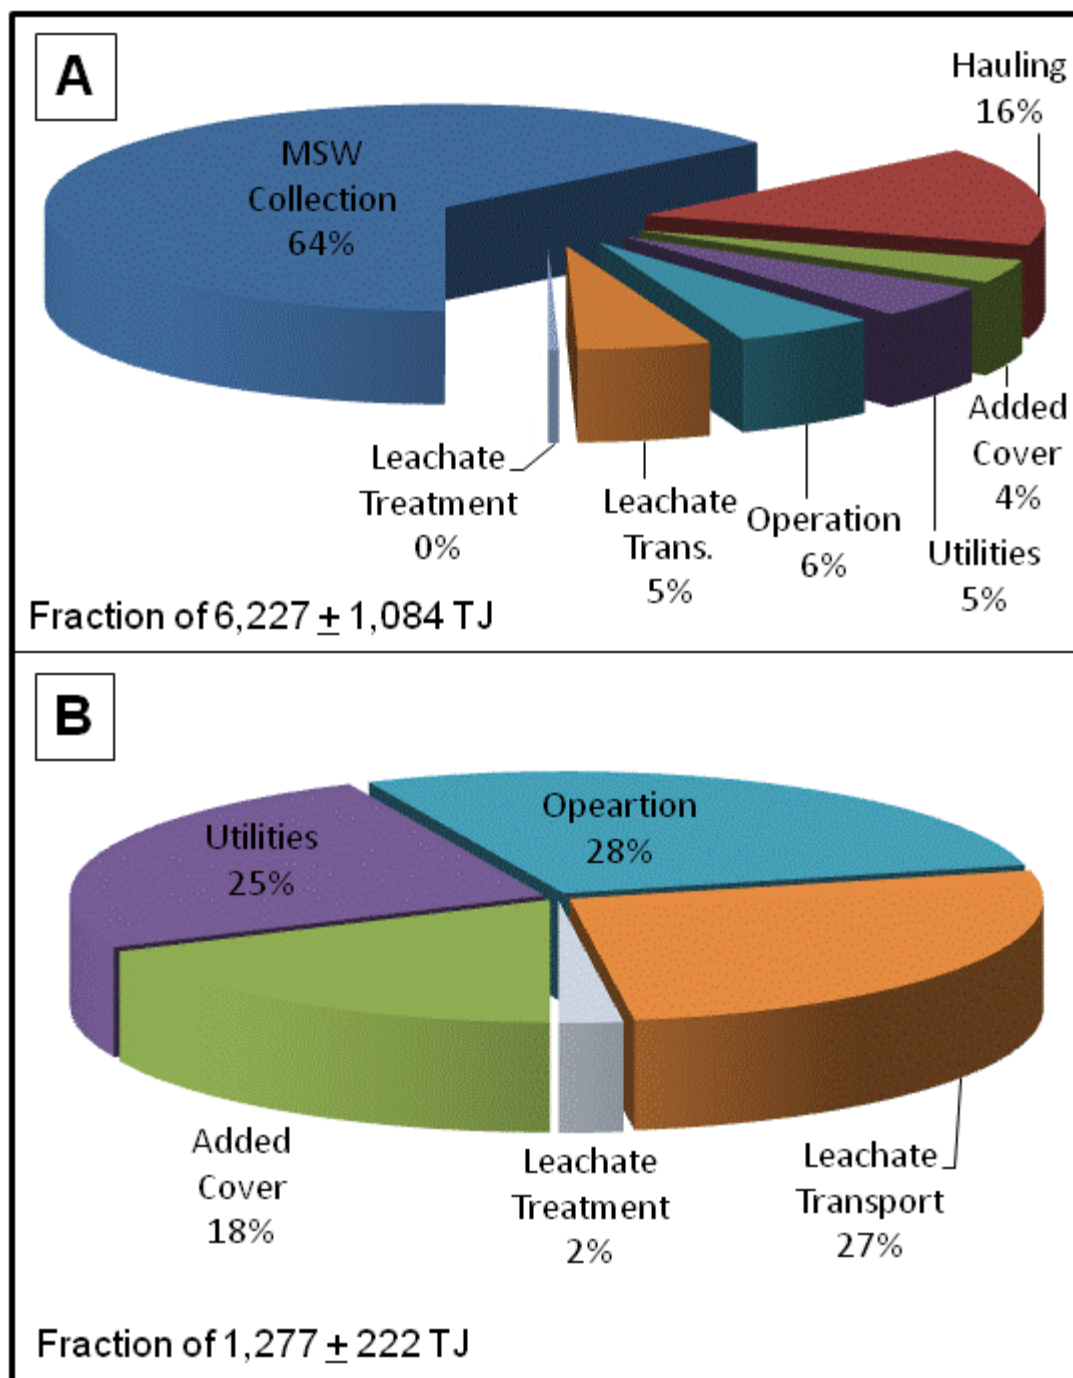 A
Hauling
16%
MSW
Collection
64%
Added
Cover
4%
Leachate
Treatment
0%
Leachate
Trans.
5%
Operation
6%
Utilities
5%
Fraction of 6,227 ± 1,084 TJ
B
Utilities
25%
Opeartion
28%
Added
Cover
18%
Leachate
Treatment
2%
Leachate
Transport
27%
Fraction of 1,277 ± 222 TJ